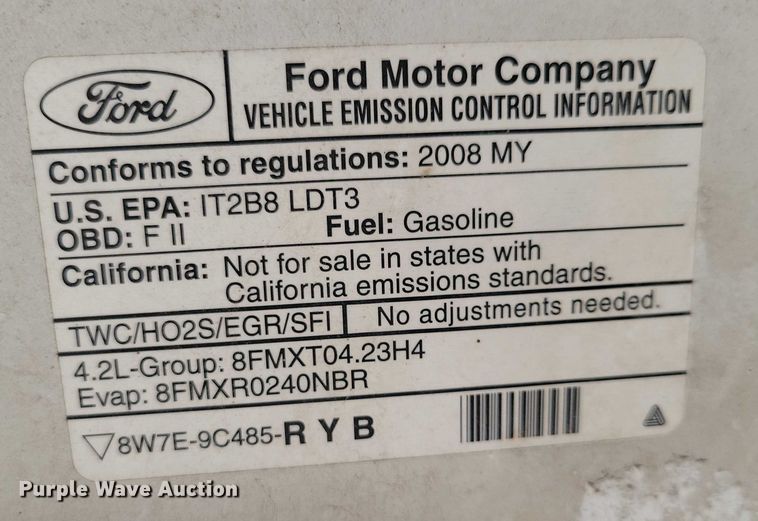 Ford
Ford Motor Company
VEHICLE EMISSION CONTROL INFORMATION
Conforms to regulations: 2008 MY
U.S. EPA: IT2B8 LDT3
OBD: F II Fuel: Gasoline
California: Not for sale in states with
California emissions standards.
TWC/HO2S/EGR/SFI No adjustments needed.
4.2L-Group: 8FMXT04.23H4
Evap: 8FMXR0240NBR
8W7E-9C485-R Y B
Purple Wave Auction